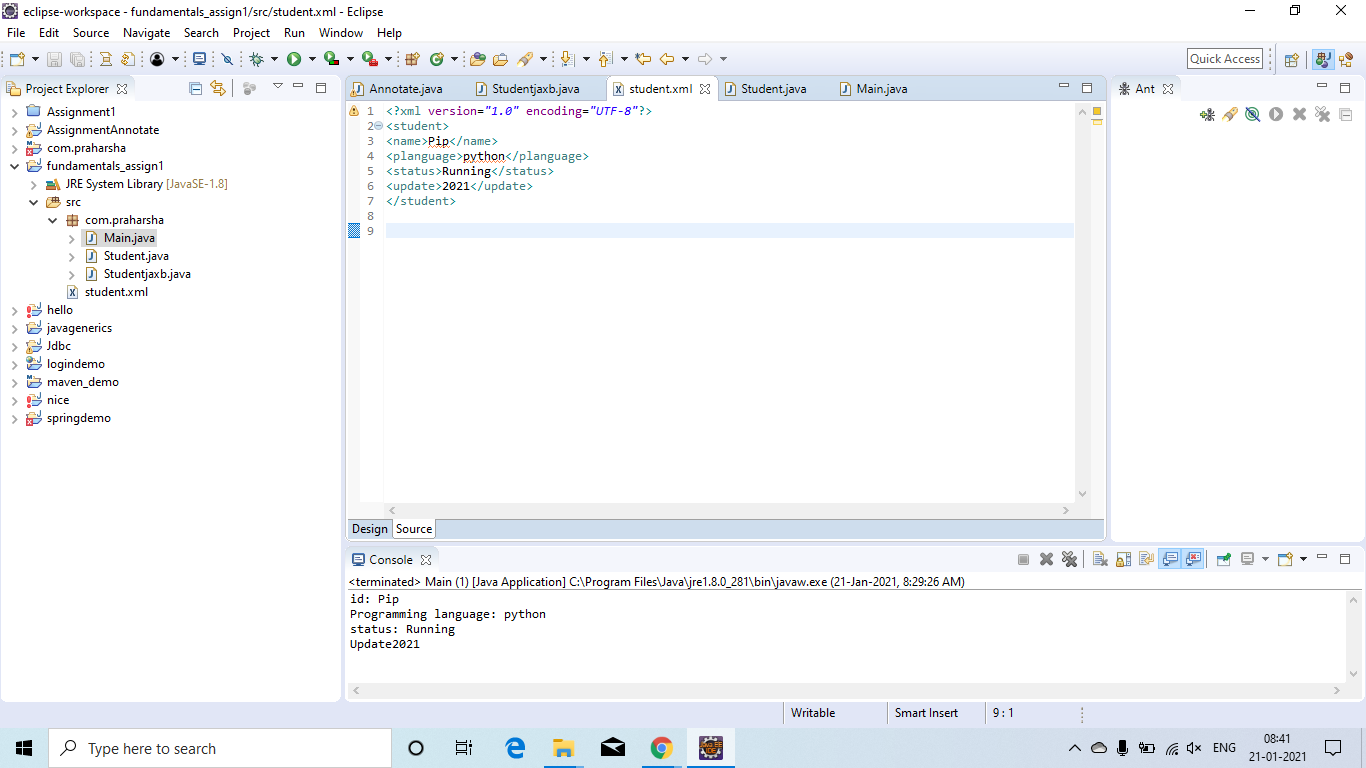 eclipse-workspace - fundamentals_assign1/src/student.xml - Eclipse
File Edit Source Navigate Search Project Run Window Help
Quick Access
Project Explorer
Assignment1
AssignmentAnnotate
com.praharsha
fundamentals_assign1
JRE System Library [JavaSE-1.8]
src
com.praharsha
Main.java
Student.java
Studentjaxb.java
student.xml
hello
javagenerics
Jdbc
logindemo
maven_demo
nice
springdemo
Annotate.java Studentjaxb.java student.xml Student.java Main.java
1 <?xml version="1.0" encoding="UTF-8"?>
2 <student>
3 <name>Pip</name>
4 <planguage>python</planguage>
5 <status>Running</status>
6 <update>2021</update>
7 </student>
8
9
Design Source
Ant
Console
<terminated> Main (1) [Java Application] C:\Program Files\Java\jre1.8.0_281\bin\javaw.exe (21-Jan-2021, 8:29:26 AM)
id: Pip
Programming language: python
status: Running
Update2021
Writable Smart Insert 9 : 1
Type here to search
ENG
08:41
21-01-2021